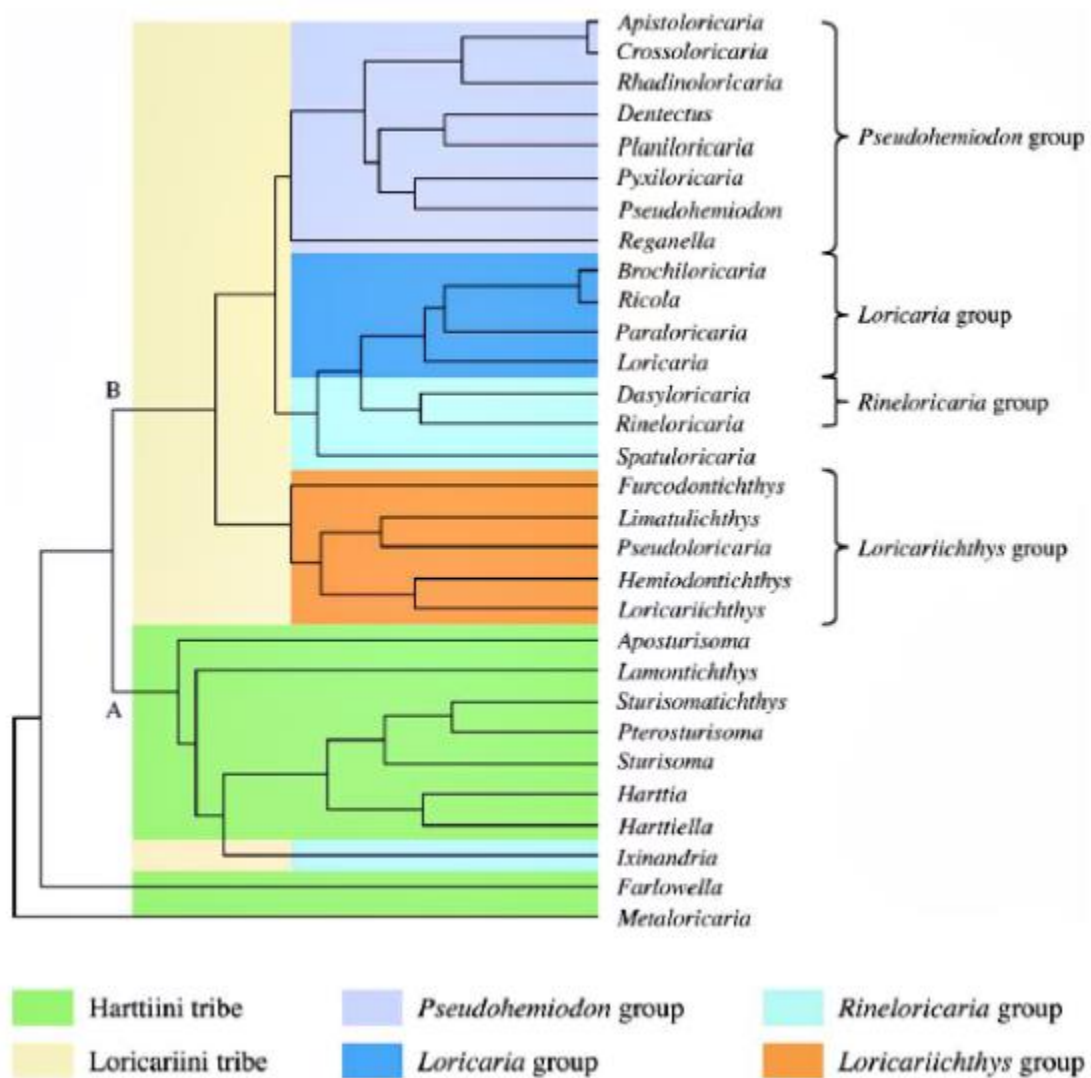 Apistoloricaria
Crossoloricaria
Rhadinoloricaria
Dentectus
Planiloricaria
Pseudohemiodon group
Pyxiloricaria
Pseudohemiodon
Reganella
Brochiloricaria
Ricola
Loricaria group
Paraloricaria
Loricaria
B
Dasyloricaria
Rineloricaria group
Rineloricaria
Spatuloricaria
Furcodontichthys
Limatulichthys
Pseudoloricaria
Loricariichthys group
Hemiodontichthys
Loricariichthys
Aposturisoma
Lamontichthys
Sturisomatichthys
A
Pterosturisoma
Sturisoma
Harttia
Harttiella
Ixinandria
Farlowella
Metaloricaria
Harttiini tribe
Pseudohemiodon group
Rineloricaria group
Loricariini tribe
Loricaria group
Loricariichthys group